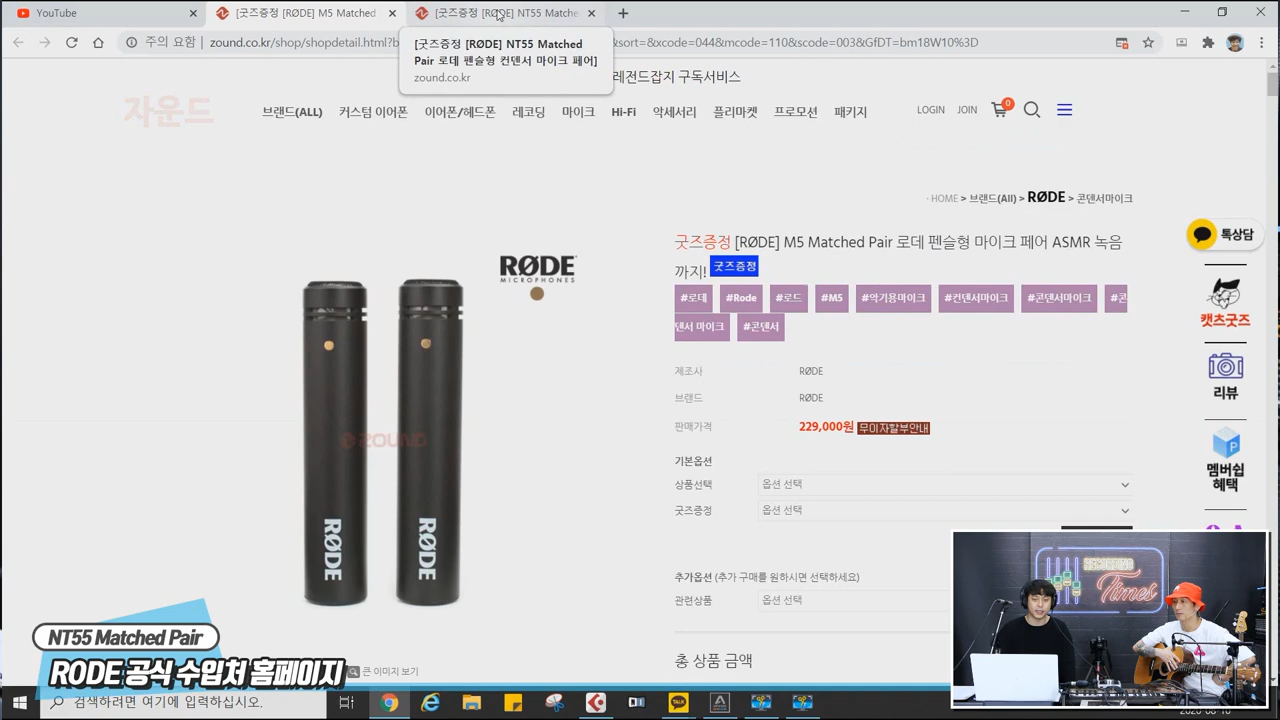 YouTube
[굿즈증정 [RØDE] M5 Matched
[굿즈증정 [RØDE] NT55 Matche
주의 요함
zound.co.kr/shop/shopdetail.html?b
sort=&xcode=044&mcode=110&scode=003&GfDT=bm18W10%3D
[굿즈증정 [RØDE] NT55 Matched
Pair 로데 펜슬형 컨덴서 마이크 페어]
zound.co.kr
레전드잡지 구독서비스
자운드
브랜드(ALL) 커스텀 이어폰 이어폰/헤드폰 레코딩 마이크 Hi-Fi 악세서리 플리마켓 프로모션 패키지
LOGIN JOIN 0
· HOME > 브랜드(All) > RØDE > 콘덴서마이크
굿즈증정 [RØDE] M5 Matched Pair 로데 펜슬형 마이크 페어 ASMR 녹음
까지! 굿즈증정
#로데 #Rode #로드 #M5 #악기용마이크 #컨덴서마이크 #콘덴서마이크 #콘
덴서 마이크 #콘덴서
제조사 RØDE
브랜드 RØDE
판매가격 229,000원 무이자할부안내
기본옵션
상품선택 옵션 선택
굿즈증정 옵션 선택
추가옵션 (추가 구매를 원하시면 선택하세요)
관련상품 옵션 선택
총 상품 금액
RØDE
MICROPHONES
RØDE
RØDE
ZOUND
큰 이미지 보기
톡상담
캣츠굿즈
리뷰
멤버쉽
혜택
Times
NT55 Matched Pair
RODE 공식 수입처 홈페이지
검색하려면 여기에 입력하십시오.
TALK